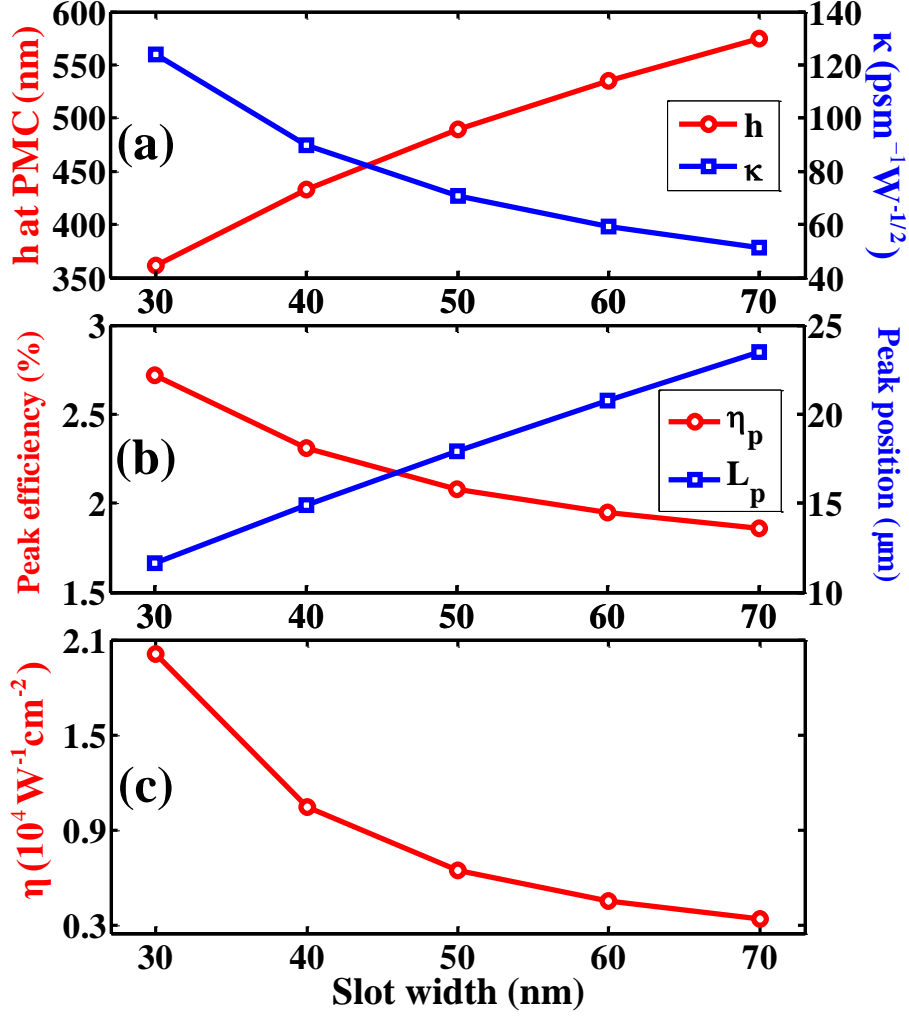 600
550
500
450
400
350
h at PMC (nm)
(a)
140
120
100
80
60
40
κ (psm⁻¹W⁻¹/²)
h
κ
30 40 50 60 70
3
2.5
2
1.5
Peak efficiency (%)
(b)
25
20
15
10
Peak position (μm)
ηₚ
Lₚ
30 40 50 60 70
2.1
1.5
0.9
0.3
η (10⁴ W⁻¹cm⁻²)
(c)
30 40 50 60 70
Slot width (nm)